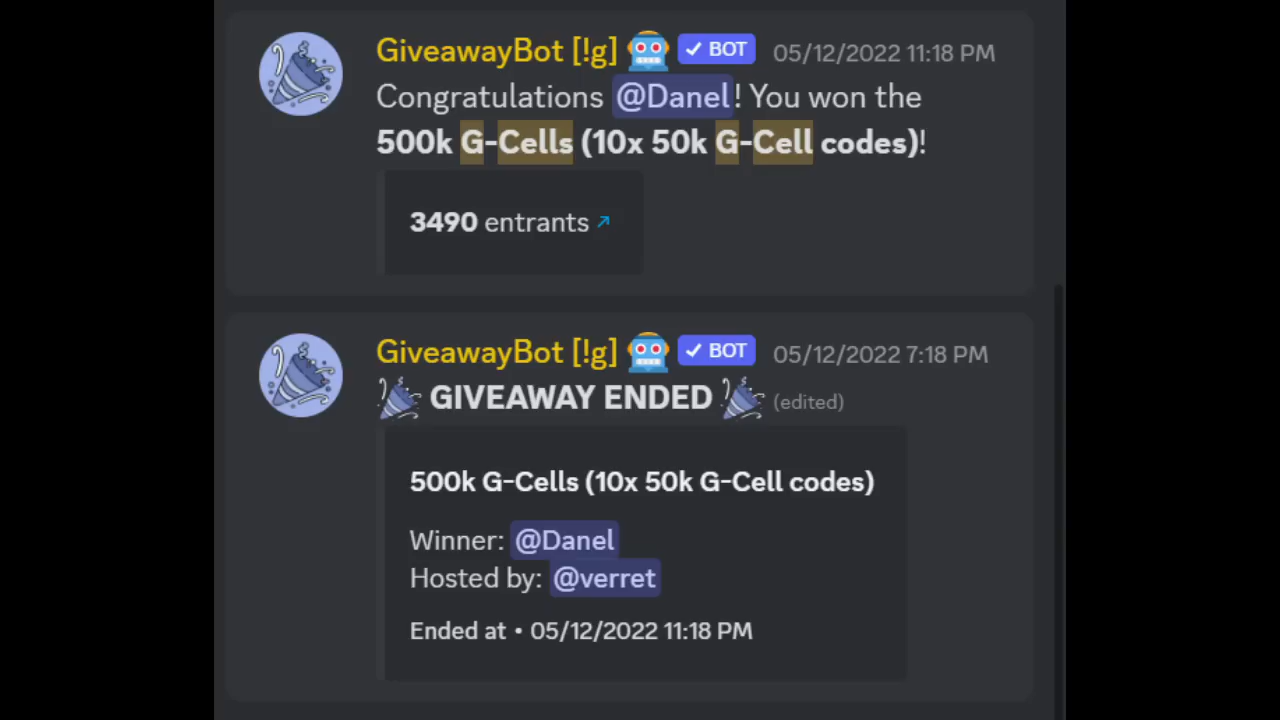 GiveawayBot [!g] BOT 05/12/2022 11:18 PM
Congratulations @Danel! You won the
500k G-Cells (10x 50k G-Cell codes)!
3490 entrants
GiveawayBot [!g] BOT 05/12/2022 7:18 PM
GIVEAWAY ENDED (edited)
500k G-Cells (10x 50k G-Cell codes)
Winner: @Danel
Hosted by: @verret
Ended at • 05/12/2022 11:18 PM